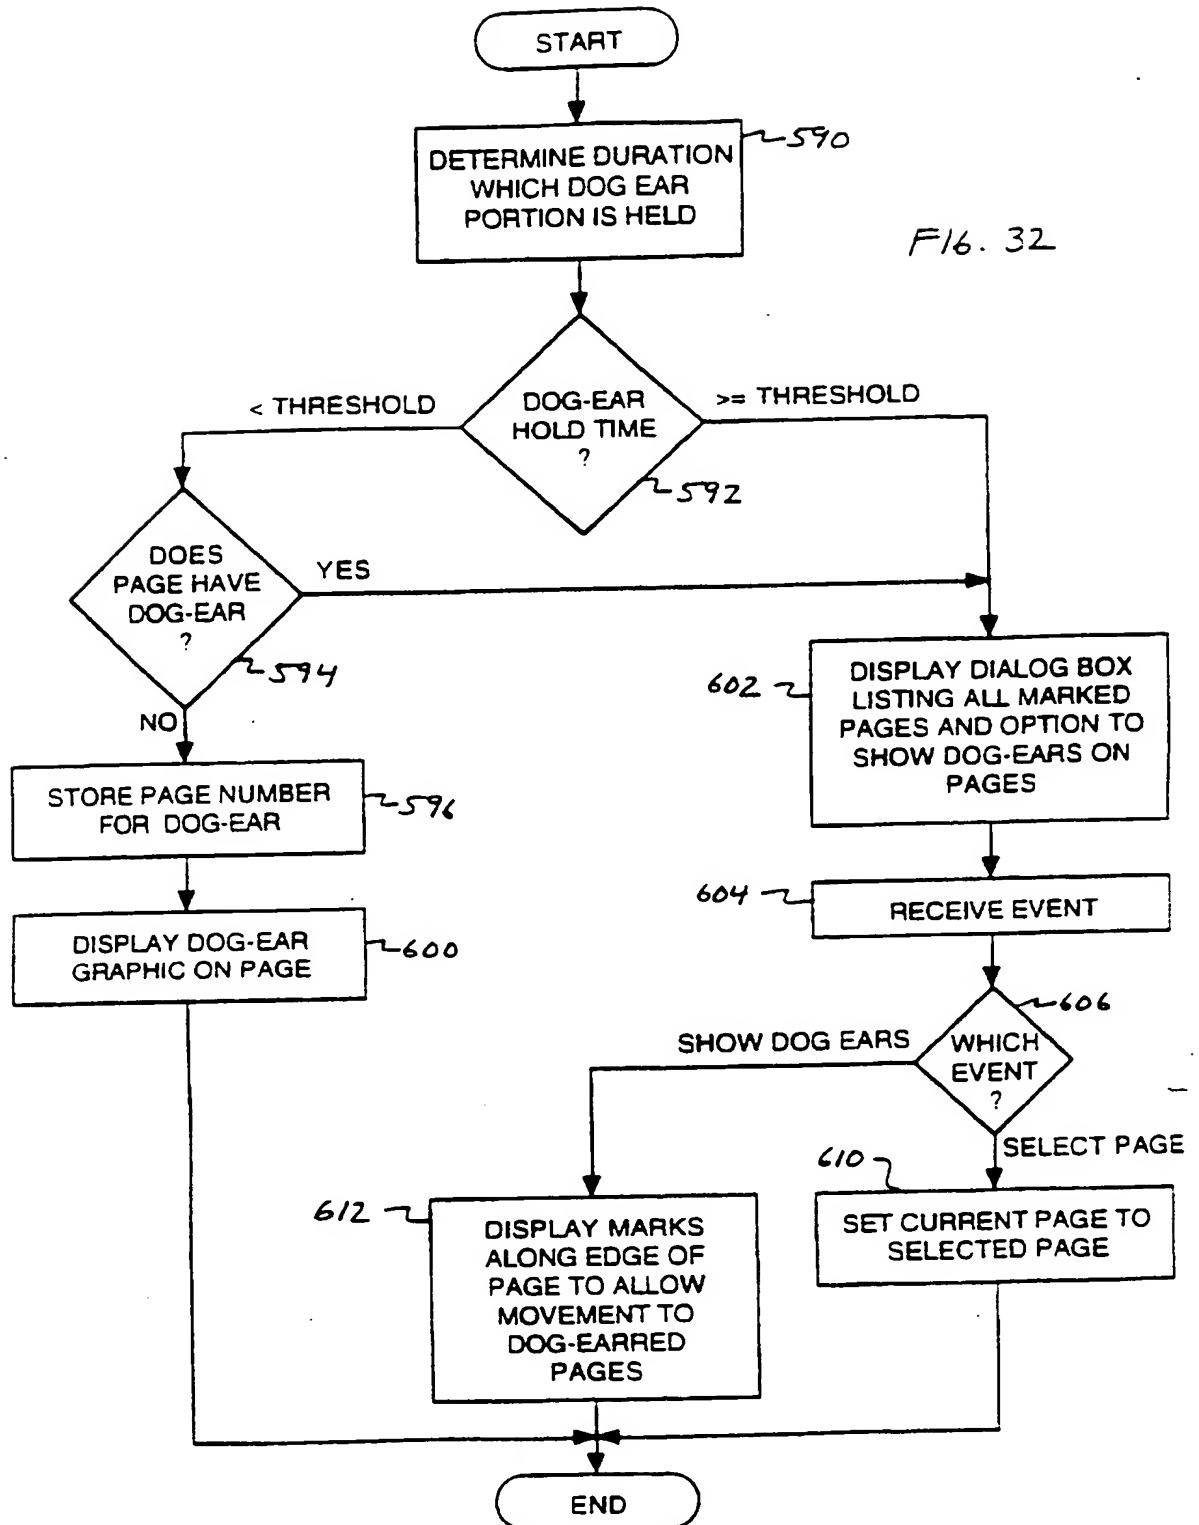 START
590
DETERMINE DURATION
WHICH DOG EAR
PORTION IS HELD
FIG. 32
< THRESHOLD
DOG-EAR
HOLD TIME
?
>= THRESHOLD
592
DOES
PAGE HAVE
DOG-EAR
?
YES
594
NO
602
DISPLAY DIALOG BOX
LISTING ALL MARKED
PAGES AND OPTION TO
SHOW DOG-EARS ON
PAGES
STORE PAGE NUMBER
FOR DOG-EAR
596
604
RECEIVE EVENT
DISPLAY DOG-EAR
GRAPHIC ON PAGE
600
606
SHOW DOG EARS
WHICH
EVENT
?
SELECT PAGE
610
SET CURRENT PAGE TO
SELECTED PAGE
612
DISPLAY MARKS
ALONG EDGE OF
PAGE TO ALLOW
MOVEMENT TO
DOG-EARRED
PAGES
END